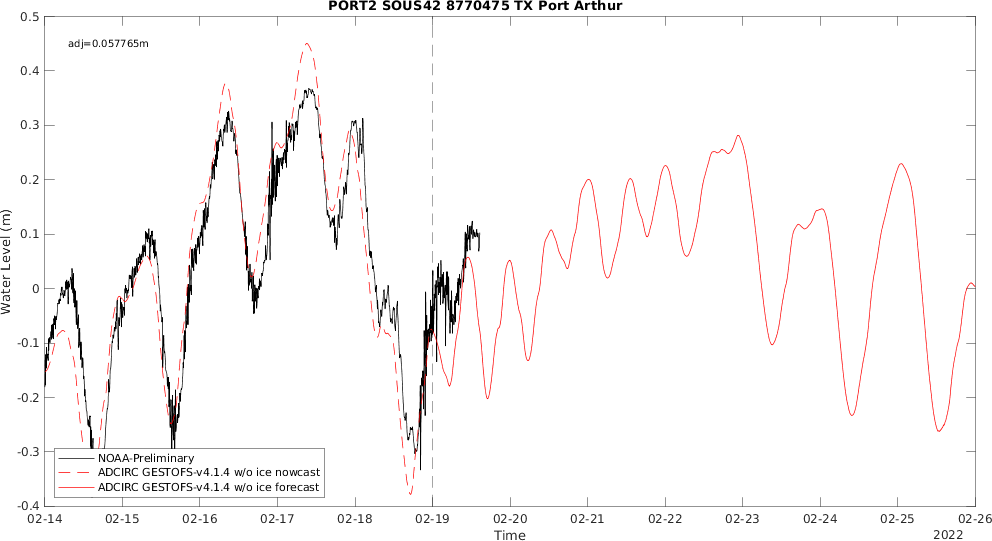 PORT2 SOUS42 8770475 TX Port Arthur
adj=0.057765m
0.5
0.4
0.3
0.2
0.1
0
-0.1
-0.2
-0.3
-0.4
Water Level (m)
NOAA-Preliminary
ADCIRC GESTOFS-v4.1.4 w/o ice nowcast
ADCIRC GESTOFS-v4.1.4 w/o ice forecast
02-14 02-15 02-16 02-17 02-18 02-19 02-20 02-21 02-22 02-23 02-24 02-25 02-26
Time
2022